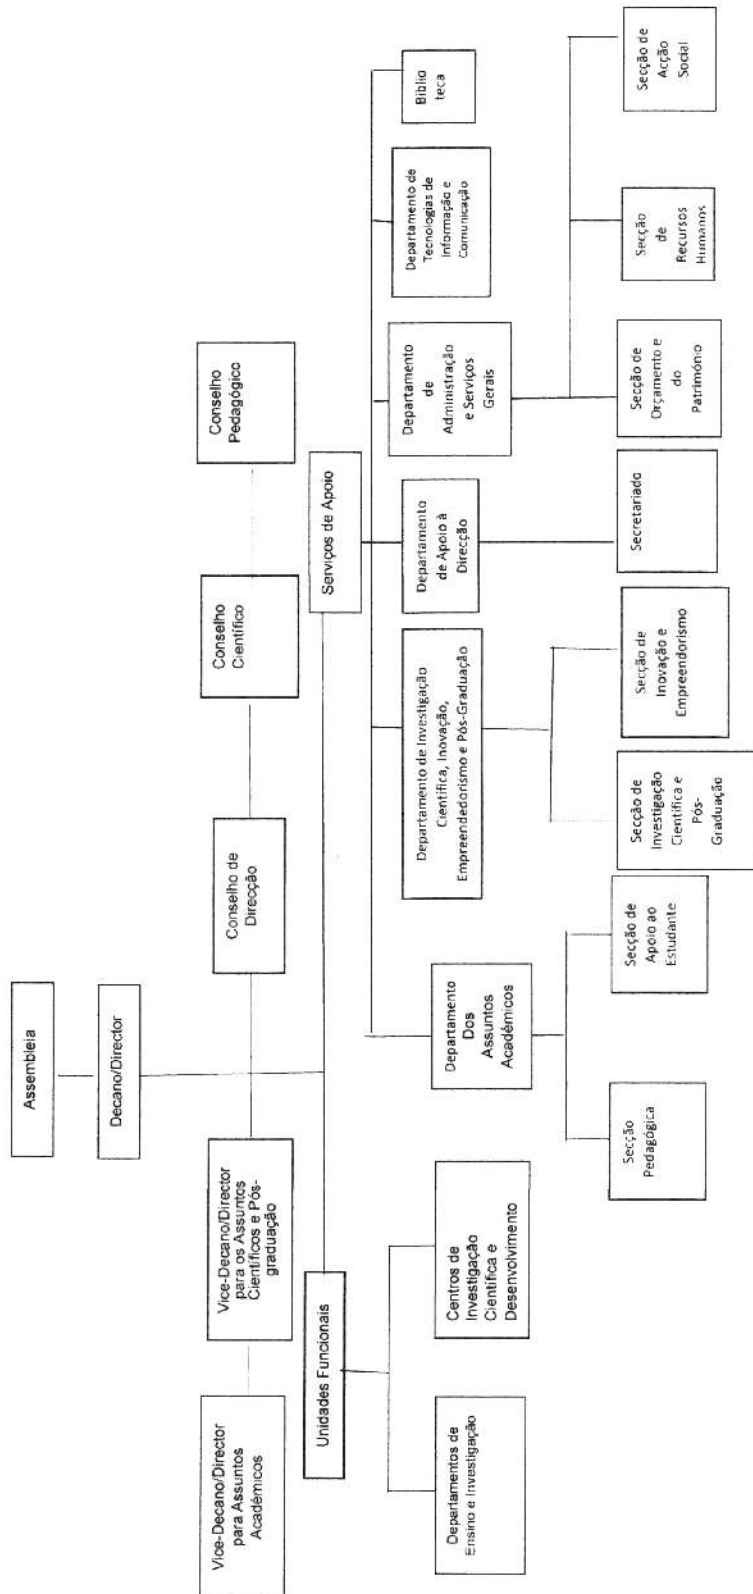 Assembleia
Decano/Director
Vice-Decano/Director
para Assuntos
Académicos
Vice-Decano/Director
para os Assuntos
Científicos e Pós-
graduação
Conselho de
Direcção
Conselho
Científico
Conselho
Pedagógico
Unidades Funcionais
Serviços de Apoio
Departamentos de
Ensino e Investigação
Centros de
Investigação
Científica e
Desenvolvimento
Departamento
Dos
Assuntos
Académicos
Departamento de Investigação
Científica, Inovação,
Empreendedorismo e Pós-Graduação
Departamento
de Apoio à
Direcção
Departamento
de
Administração
e Serviços
Gerais
Departamento de
Tecnologias de
Informação e
Comunicação
Biblio
teca
Secção
Pedagógica
Secção de
Apoio ao
Estudante
Secção de
Investigação
Científica e
Pós-
Graduação
Secção de
Inovação e
Empreendorismo
Secretariado
Secção de
Orçamento e
do
Património
Secção
de
Recursos
Humanos
Secção de
Acção
Social